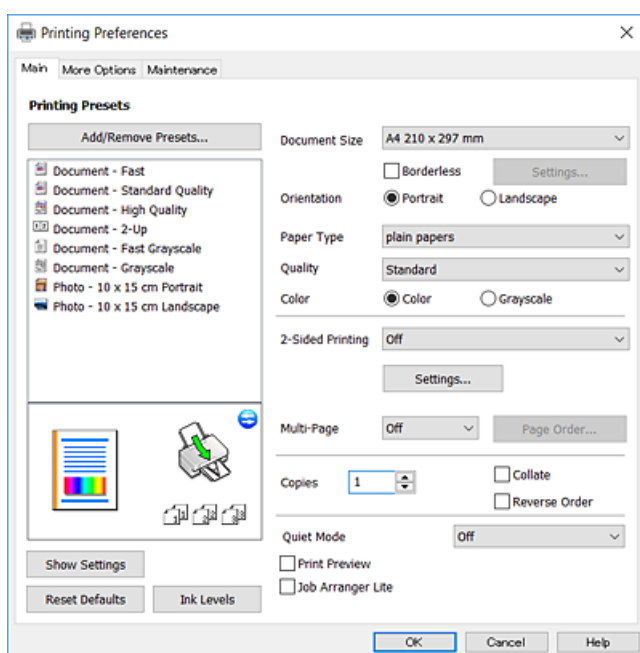 Printing Preferences
Main More Options Maintenance
Printing Presets
Add/Remove Presets...
Document - Fast
Document - Standard Quality
Document - High Quality
Document - 2-Up
Document - Fast Grayscale
Document - Grayscale
Photo - 10 x 15 cm Portrait
Photo - 10 x 15 cm Landscape
Show Settings
Reset Defaults Ink Levels
Document Size A4 210 x 297 mm
Borderless Settings...
Orientation Portrait Landscape
Paper Type plain papers
Quality Standard
Color Color Grayscale
2-Sided Printing Off
Settings...
Multi-Page Off Page Order...
Copies 1 Collate
Reverse Order
Quiet Mode Off
Print Preview
Job Arranger Lite
OK Cancel Help